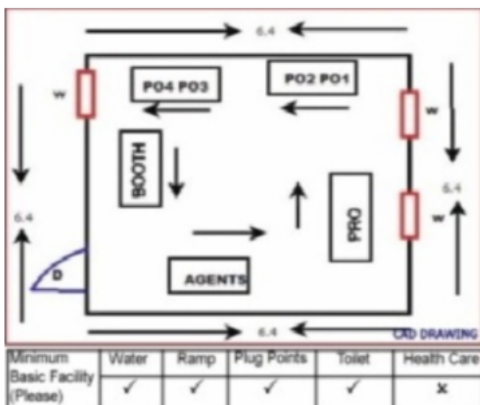 6.4
W
PO4 PO3
PO2 PO1
W
BOOTH
6.4
PRO
6.4
W
D
AGENTS
6.4
CAD DRAWING
Minimum Basic Facility (Please)
Water
Ramp
Plug Points
Toilet
Health Care
✓ ✓ ✓ ✓ x